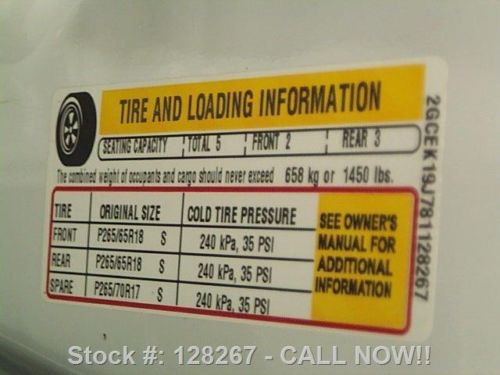 TIRE AND LOADING INFORMATION
SEATING CAPACITY TOTAL 5 FRONT 2 REAR 3
The combined weight of occupants and cargo should never exceed 658 kg or 1450 lbs.
TIRE ORIGINAL SIZE COLD TIRE PRESSURE
FRONT P265/65R18 S 240 kPa, 35 PSI
REAR P265/65R18 S 240 kPa, 35 PSI
SPARE P265/70R17 S 240 kPa, 35 PSI
SEE OWNER'S
MANUAL FOR
ADDITIONAL
INFORMATION
2GCEK19J781128267
Stock #: 128267 - CALL NOW!!